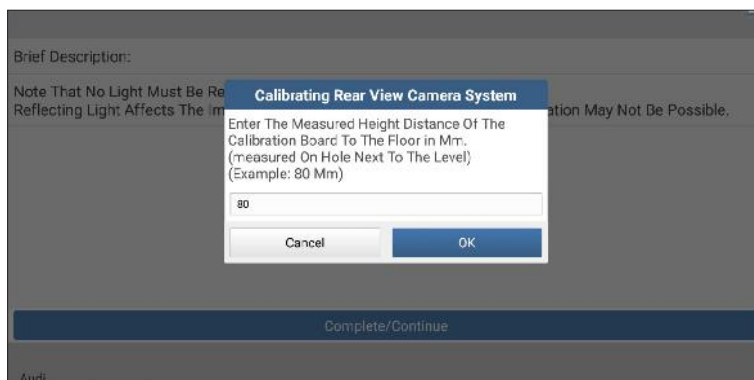 Brief Description:
Note That No Light Must Be Re
Reflecting Light Affects The Im ation May Not Be Possible.
Calibrating Rear View Camera System
Enter The Measured Height Distance Of The
Calibration Board To The Floor in Mm.
(measured On Hole Next To The Level)
(Example: 80 Mm)
80
Cancel OK
Complete/Continue
Audi